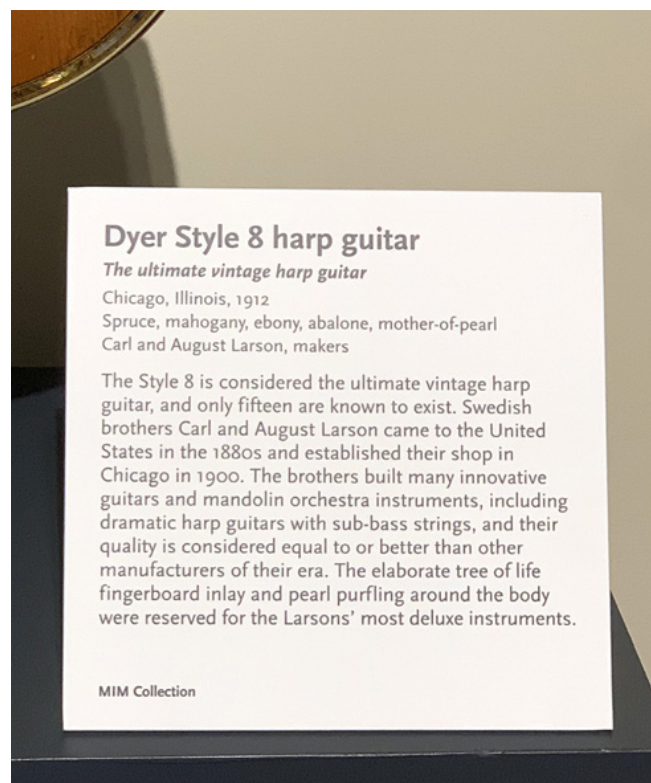 Dyer Style 8 harp guitar
The ultimate vintage harp guitar
Chicago, Illinois, 1912
Spruce, mahogany, ebony, abalone, mother-of-pearl
Carl and August Larson, makers
The Style 8 is considered the ultimate vintage harp
guitar, and only fifteen are known to exist. Swedish
brothers Carl and August Larson came to the United
States in the 1880s and established their shop in
Chicago in 1900. The brothers built many innovative
guitars and mandolin orchestra instruments, including
dramatic harp guitars with sub-bass strings, and their
quality is considered equal to or better than other
manufacturers of their era. The elaborate tree of life
fingerboard inlay and pearl purfling around the body
were reserved for the Larsons’ most deluxe instruments.
MIM Collection